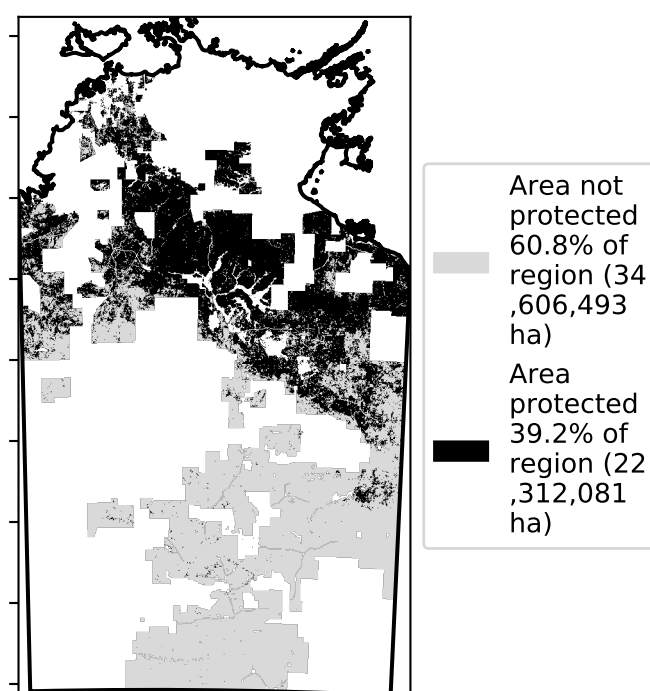 Area not
protected
60.8% of
region (34
,606,493
ha)
Area
protected
39.2% of
region (22
,312,081
ha)